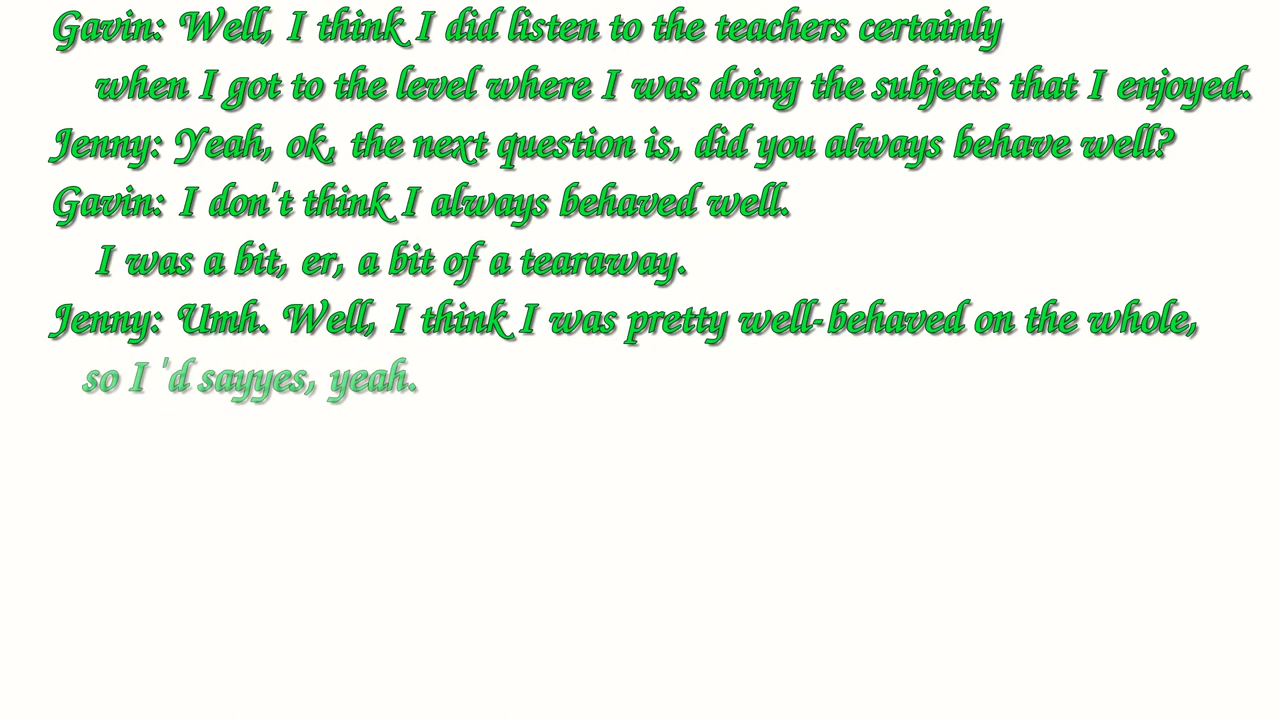 Gavin: Well, I think I did listen to the teachers certainly
when I got to the level where I was doing the subjects that I enjoyed.
Jenny: Yeah, ok, the next question is, did you always behave well?
Gavin: I don't think I always behaved well.
I was a bit, er, a bit of a tearaway.
Jenny: Umh. Well, I think I was pretty well-behaved on the whole,
so I 'd sayyes, yeah.